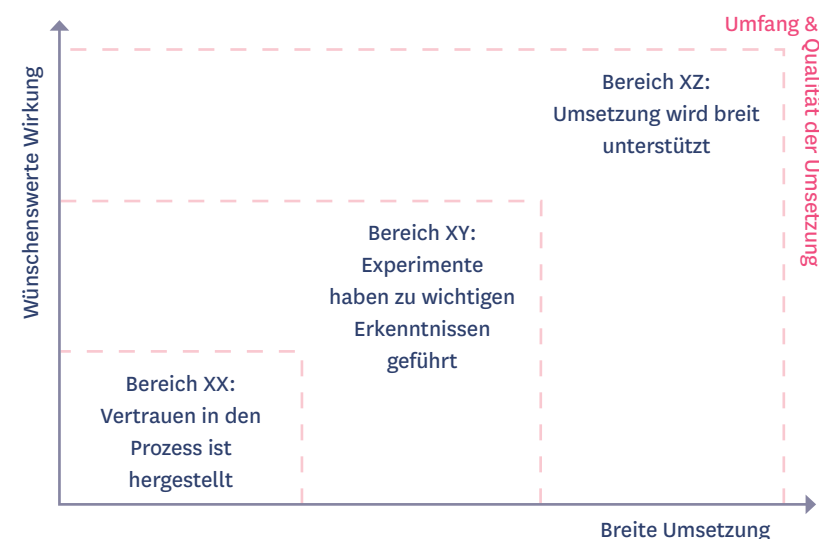 Umfang &
Qualität der Umsetzung
Wünschenswerte Wirkung
Bereich XZ:
Umsetzung wird breit
unterstützt
Bereich XY:
Experimente
haben zu wichtigen
Erkenntnissen
geführt
Bereich XX:
Vertrauen in den
Prozess ist
hergestellt
Breite Umsetzung